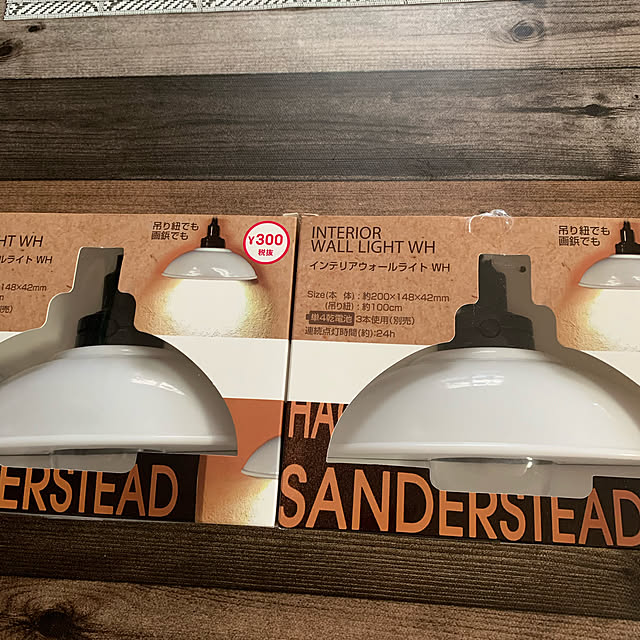 HT WH
ルライト WH
×148×42mm
吊り紐でも
画鋲でも
¥300
税抜
ERSTEAD
INTERIOR
WALL LIGHT WH
インテリアウォールライト WH
Size(本 体):約200×148×42mm
(吊り紐):約100cm
単4乾電池 3本使用(別売)
連続点灯時間(約):24h
吊り紐でも
画鋲でも
HA
SANDERSTEAD